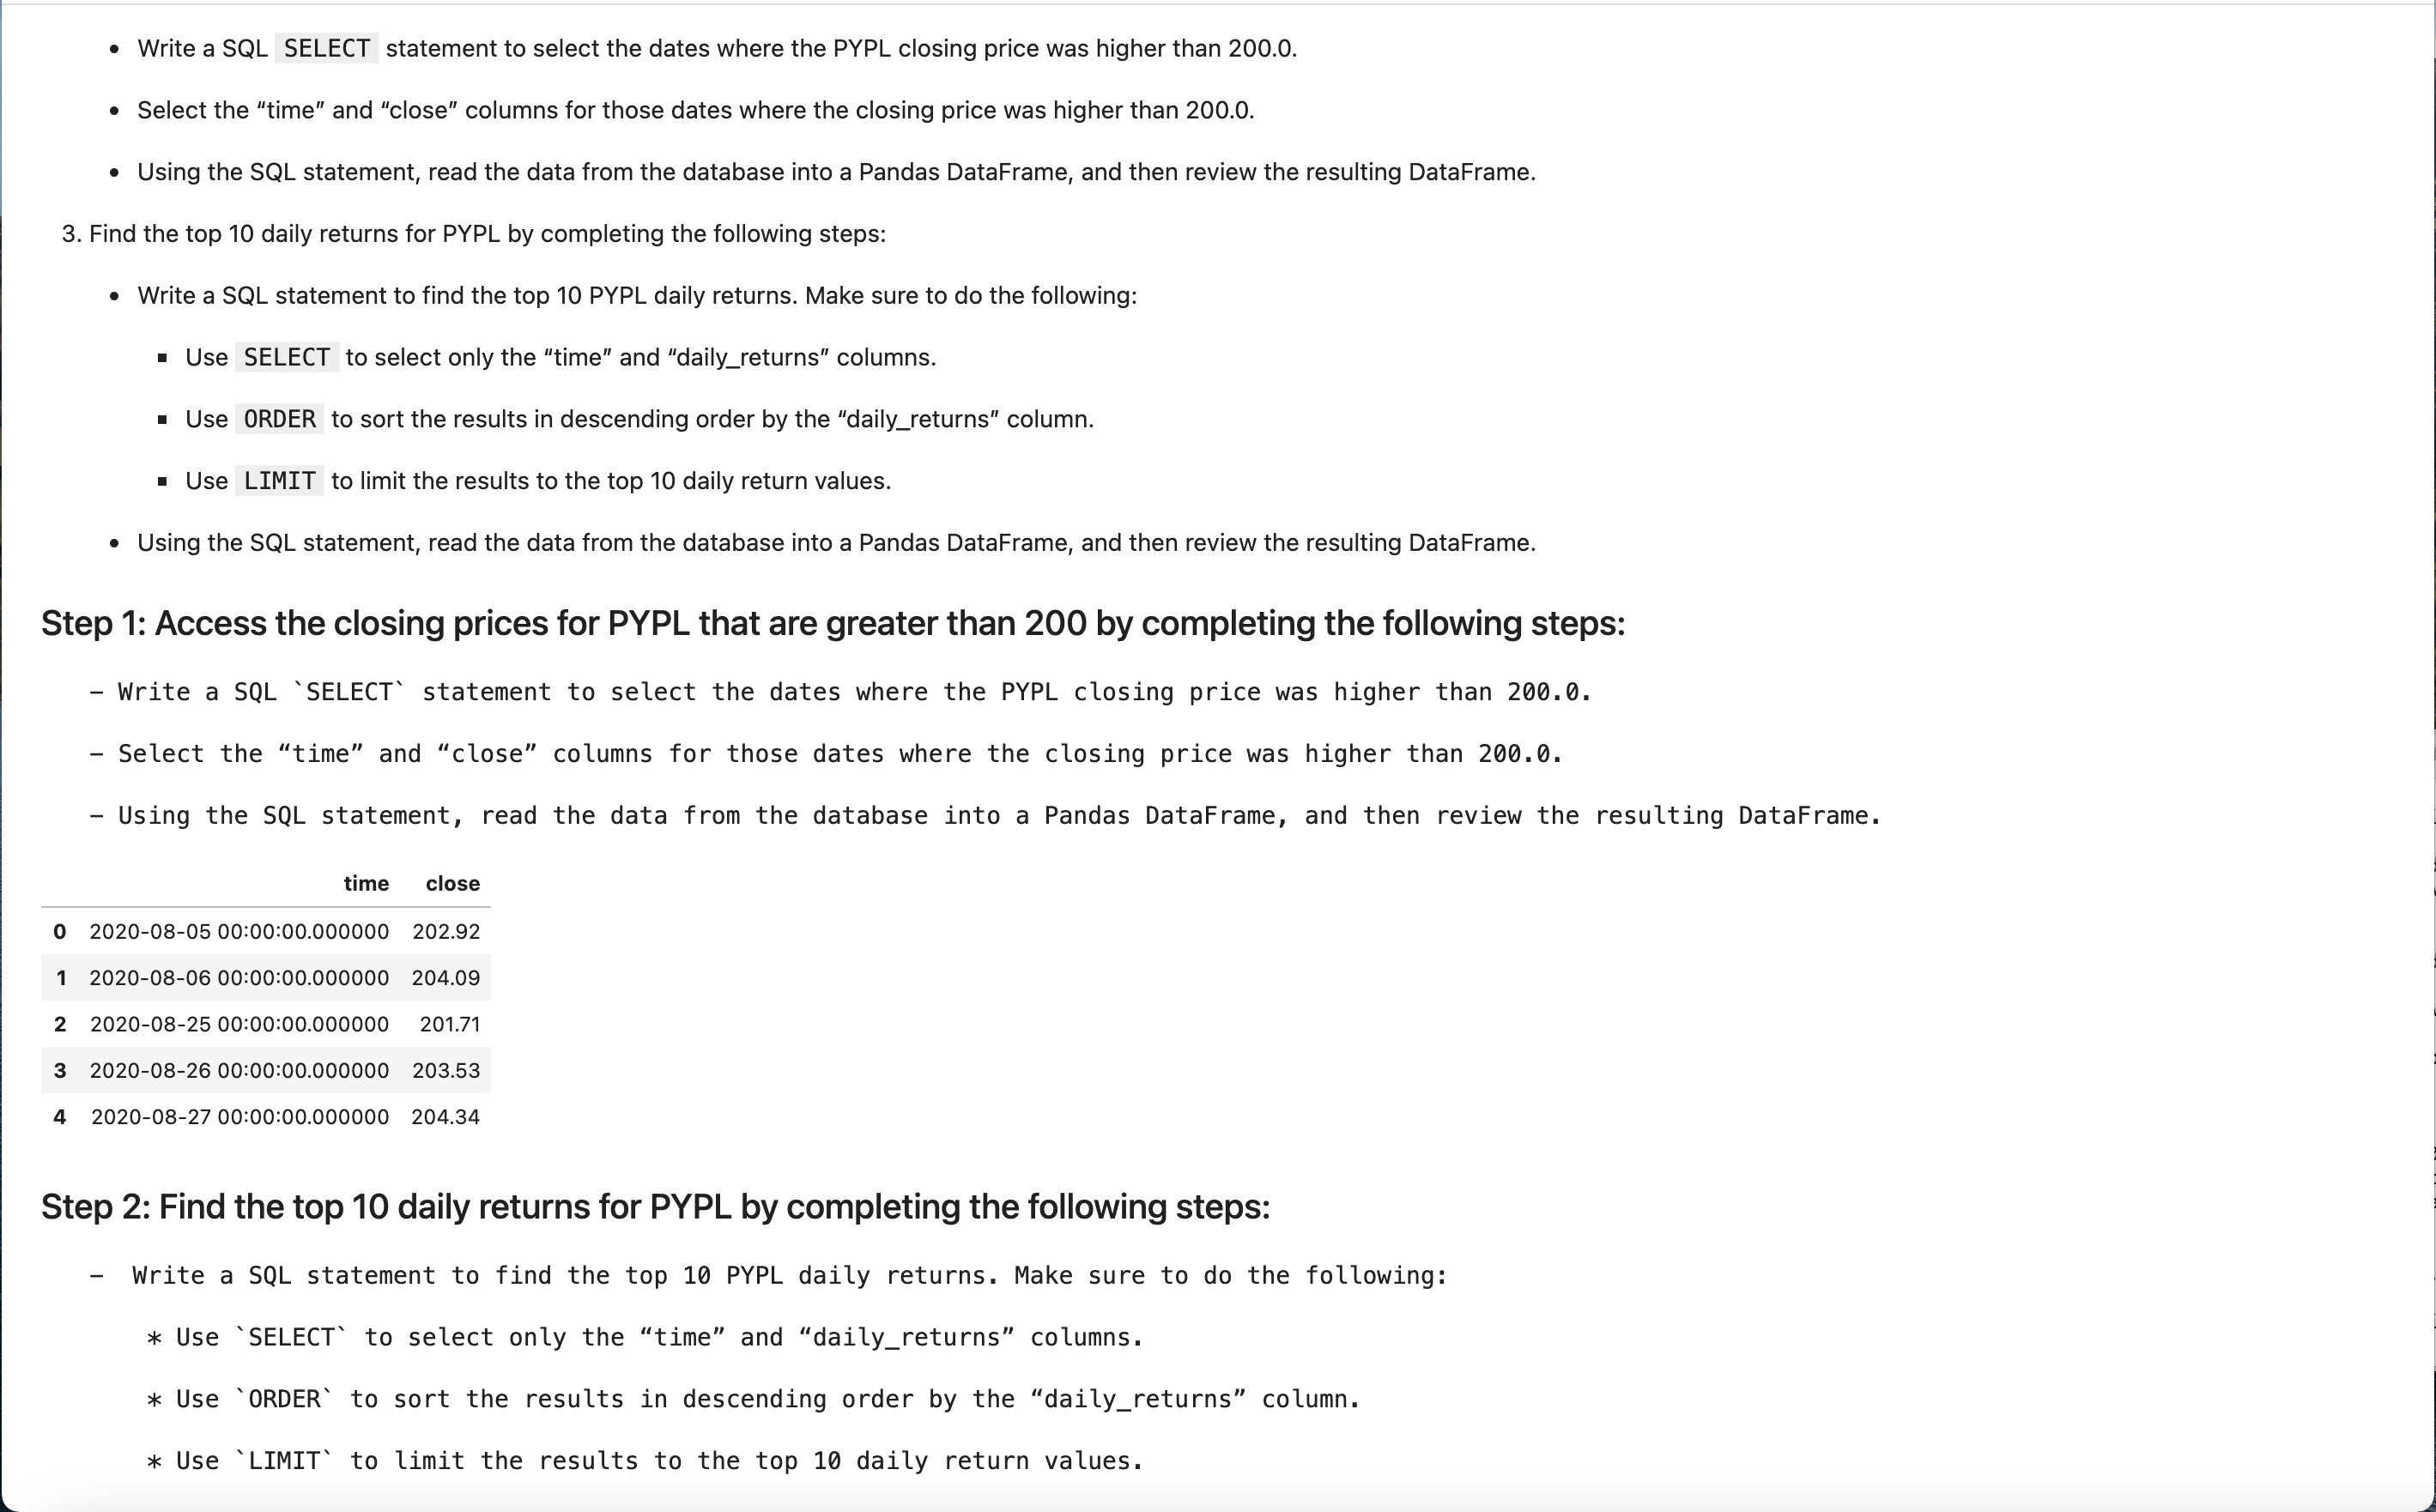 • Write a SQL SELECT statement to select the dates where the PYPL closing price was higher than 200.0.
• Select the “time” and “close” columns for those dates where the closing price was higher than 200.0.
• Using the SQL statement, read the data from the database into a Pandas DataFrame, and then review the resulting DataFrame.
3. Find the top 10 daily returns for PYPL by completing the following steps:
• Write a SQL statement to find the top 10 PYPL daily returns. Make sure to do the following:
▪ Use SELECT to select only the “time” and “daily_returns” columns.
▪ Use ORDER to sort the results in descending order by the “daily_returns” column.
▪ Use LIMIT to limit the results to the top 10 daily return values.
• Using the SQL statement, read the data from the database into a Pandas DataFrame, and then review the resulting DataFrame.
Step 1: Access the closing prices for PYPL that are greater than 200 by completing the following steps:
– Write a SQL `SELECT` statement to select the dates where the PYPL closing price was higher than 200.0.
– Select the “time” and “close” columns for those dates where the closing price was higher than 200.0.
– Using the SQL statement, read the data from the database into a Pandas DataFrame, and then review the resulting DataFrame.
time close
0 2020-08-05 00:00:00.000000 202.92
1 2020-08-06 00:00:00.000000 204.09
2 2020-08-25 00:00:00.000000 201.71
3 2020-08-26 00:00:00.000000 203.53
4 2020-08-27 00:00:00.000000 204.34
Step 2: Find the top 10 daily returns for PYPL by completing the following steps:
– Write a SQL statement to find the top 10 PYPL daily returns. Make sure to do the following:
* Use `SELECT` to select only the “time” and “daily_returns” columns.
* Use `ORDER` to sort the results in descending order by the “daily_returns” column.
* Use `LIMIT` to limit the results to the top 10 daily return values.